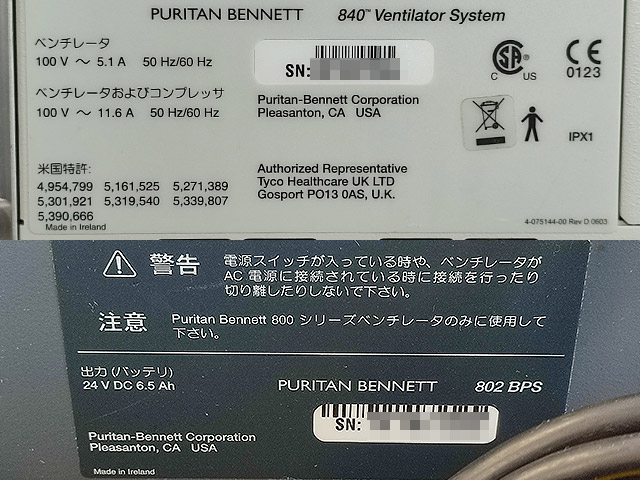 PURITAN BENNETT 840™ Ventilator System
ベンチレータ
100 V ～ 5.1 A 50 Hz/60 Hz
ベンチレータおよびコンプレッサ
100 V ～ 11.6 A 50 Hz/60 Hz
SN:
Puritan-Bennett Corporation
Pleasanton, CA USA
C US
0123
IPX1
米国特許:
4,954,799 5,161,525 5,271,389
5,301,921 5,319,540 5,339,807
5,390,666
Made in Ireland
Authorized Representative
Tyco Healthcare UK LTD
Gosport PO13 0AS, U.K.
4-075144-00 Rev D 0603
警告
電源スイッチが入っている時や、ベンチレータが
AC 電源に接続されている時に接続を行ったり
切り離したりしないで下さい。
注意
Puritan Bennett 800 シリーズベンチレータのみに使用して
下さい。
出力 (バッテリ)
24 V DC 6.5 Ah
PURITAN BENNETT 802 BPS
SN:
Puritan-Bennett Corporation
Pleasanton, CA USA
Made in Ireland